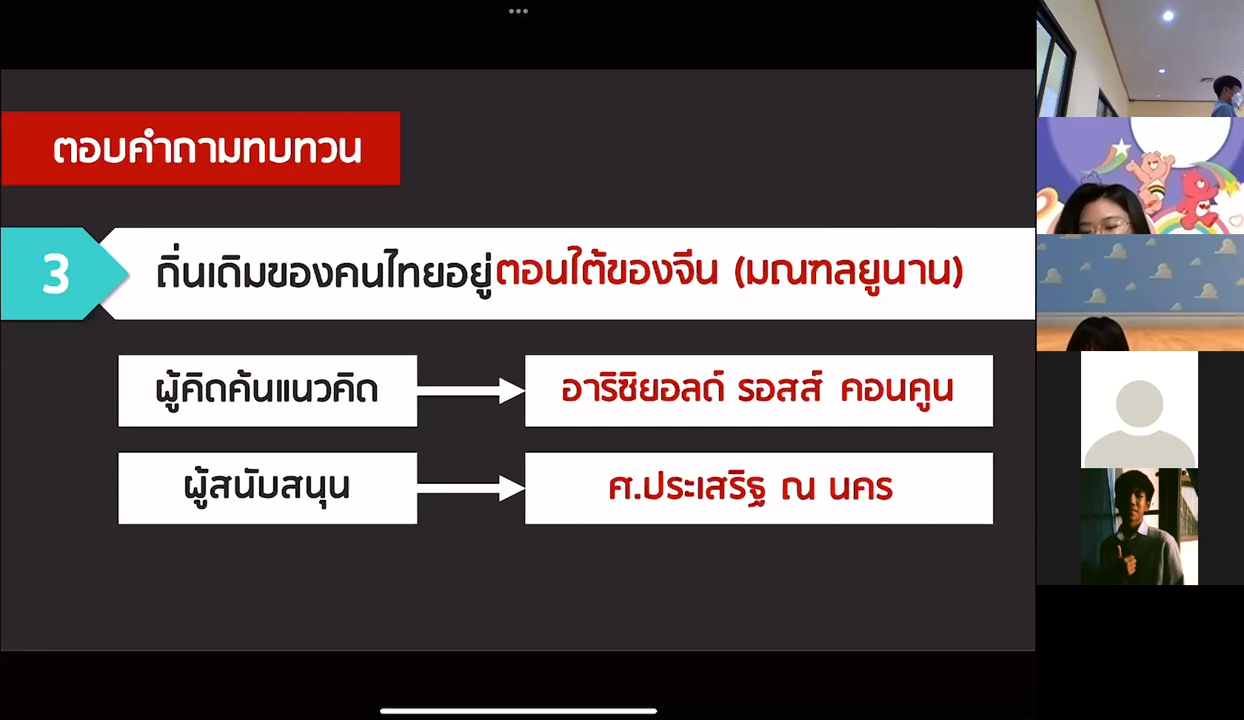 ตอบคำถามทบทวน
3
ถิ่นเดิมของคนไทยอยู่ตอนใต้ของจีน (มณฑลยูนาน)
ผู้คิดค้นแนวคิด
อาริซิยอลด์ รอสส์ คอนคูน
ผู้สนับสนุน
ศ.ประเสริฐ ณ นคร